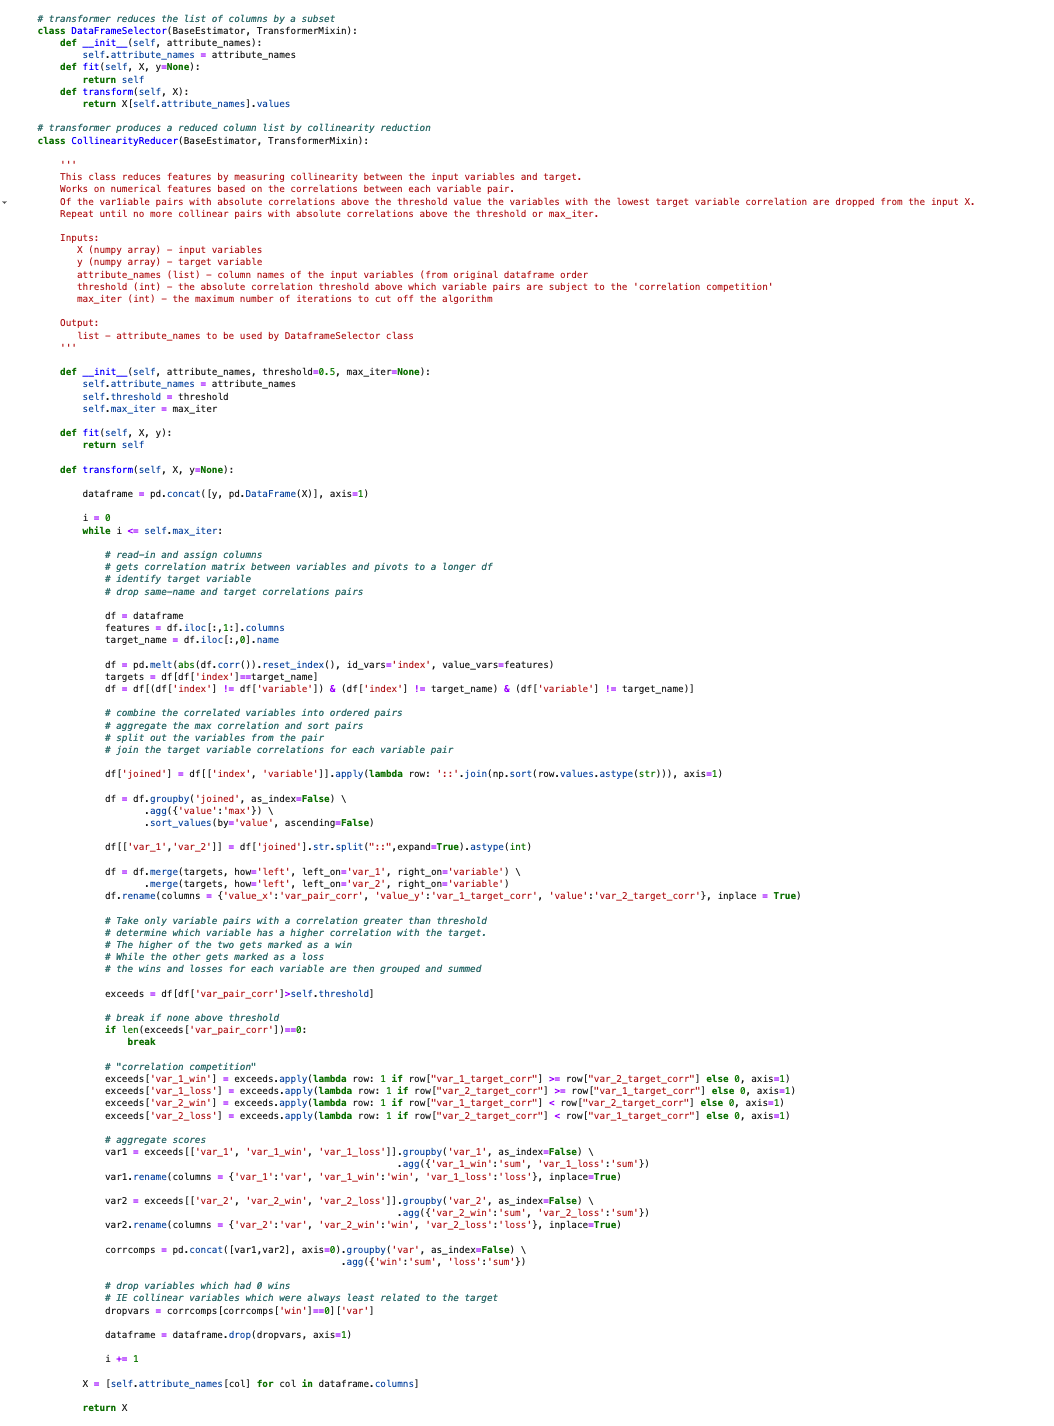 # transformer reduces the list of columns by a subset
class DataFrameSelector(BaseEstimator, TransformerMixin):
    def __init__(self, attribute_names):
        self.attribute_names = attribute_names
    def fit(self, X, y=None):
        return self
    def transform(self, X):
        return X[self.attribute_names].values

# transformer produces a reduced column list by collinearity reduction
class CollinearityReducer(BaseEstimator, TransformerMixin):

    '''
    This class reduces features by measuring collinearity between the input variables and target.
    Works on numerical features based on the correlations between each variable pair.
    Of the var1iable pairs with absolute correlations above the threshold value the variables with the lowest target variable correlation are dropped from the input X.
    Repeat until no more collinear pairs with absolute correlations above the threshold or max_iter.

    Inputs:
       X (numpy array) - input variables
       y (numpy array) - target variable
       attribute_names (list) - column names of the input variables (from original dataframe order
       threshold (int) - the absolute correlation threshold above which variable pairs are subject to the 'correlation competition'
       max_iter (int) - the maximum number of iterations to cut off the algorithm

    Output:
       list - attribute_names to be used by DataframeSelector class
    '''

    def __init__(self, attribute_names, threshold=0.5, max_iter=None):
        self.attribute_names = attribute_names
        self.threshold = threshold
        self.max_iter = max_iter

    def fit(self, X, y):
        return self

    def transform(self, X, y=None):

        dataframe = pd.concat([y, pd.DataFrame(X)], axis=1)

        i = 0
        while i <= self.max_iter:

            # read-in and assign columns
            # gets correlation matrix between variables and pivots to a longer df
            # identify target variable
            # drop same-name and target correlations pairs

            df = dataframe
            features = df.iloc[:,1:].columns
            target_name = df.iloc[:,0].name

            df = pd.melt(abs(df.corr()).reset_index(), id_vars='index', value_vars=features)
            targets = df[df['index']==target_name]
            df = df[(df['index'] != df['variable']) & (df['index'] != target_name) & (df['variable'] != target_name)]

            # combine the correlated variables into ordered pairs
            # aggregate the max correlation and sort pairs
            # split out the variables from the pair
            # join the target variable correlations for each variable pair

            df['joined'] = df[['index', 'variable']].apply(lambda row: '::'.join(np.sort(row.values.astype(str))), axis=1)

            df = df.groupby('joined', as_index=False) \
                   .agg({'value':'max'}) \
                   .sort_values(by='value', ascending=False)

            df[['var_1','var_2']] = df['joined'].str.split("::",expand=True).astype(int)

            df = df.merge(targets, how='left', left_on='var_1', right_on='variable') \
                   .merge(targets, how='left', left_on='var_2', right_on='variable')
            df.rename(columns = {'value_x':'var_pair_corr', 'value_y':'var_1_target_corr', 'value':'var_2_target_corr'}, inplace = True)

            # Take only variable pairs with a correlation greater than threshold
            # determine which variable has a higher correlation with the target.
            # The higher of the two gets marked as a win
            # While the other gets marked as a loss
            # the wins and losses for each variable are then grouped and summed

            exceeds = df[df['var_pair_corr']>self.threshold]

            # break if none above threshold
            if len(exceeds['var_pair_corr'])==0:
                break

            # "correlation competition"
            exceeds['var_1_win'] = exceeds.apply(lambda row: 1 if row["var_1_target_corr"] >= row["var_2_target_corr"] else 0, axis=1)
            exceeds['var_1_loss'] = exceeds.apply(lambda row: 1 if row["var_2_target_corr"] >= row["var_1_target_corr"] else 0, axis=1)
            exceeds['var_2_win'] = exceeds.apply(lambda row: 1 if row["var_1_target_corr"] < row["var_2_target_corr"] else 0, axis=1)
            exceeds['var_2_loss'] = exceeds.apply(lambda row: 1 if row["var_2_target_corr"] < row["var_1_target_corr"] else 0, axis=1)

            # aggregate scores
            var1 = exceeds[['var_1', 'var_1_win', 'var_1_loss']].groupby('var_1', as_index=False) \
                                                                .agg({'var_1_win':'sum', 'var_1_loss':'sum'})
            var1.rename(columns = {'var_1':'var', 'var_1_win':'win', 'var_1_loss':'loss'}, inplace=True)

            var2 = exceeds[['var_2', 'var_2_win', 'var_2_loss']].groupby('var_2', as_index=False) \
                                                                .agg({'var_2_win':'sum', 'var_2_loss':'sum'})
            var2.rename(columns = {'var_2':'var', 'var_2_win':'win', 'var_2_loss':'loss'}, inplace=True)

            corrcomps = pd.concat([var1,var2], axis=0).groupby('var', as_index=False) \
                                                      .agg({'win':'sum', 'loss':'sum'})

            # drop variables which had 0 wins
            # IE collinear variables which were always least related to the target
            dropvars = corrcomps[corrcomps['win']==0]['var']

            dataframe = dataframe.drop(dropvars, axis=1)

            i += 1

        X = [self.attribute_names[col] for col in dataframe.columns]

        return X